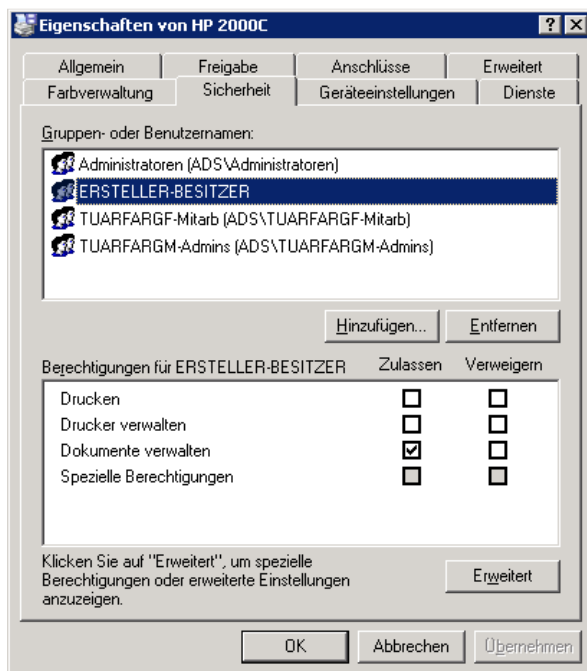 Eigenschaften von HP 2000C
Allgemein Freigabe Anschlüsse Erweitert
Farbverwaltung Sicherheit Geräteeinstellungen Dienste
Gruppen- oder Benutzernamen:
Administratoren (ADS\Administratoren)
ERSTELLER-BESITZER
TUARFARGF-Mitarb (ADS\TUARFARGF-Mitarb)
TUARFARGM-Admins (ADS\TUARFARGM-Admins)
Hinzufügen... Entfernen
Berechtigungen für ERSTELLER-BESITZER Zulassen Verweigern
Drucken
Drucker verwalten
Dokumente verwalten
Spezielle Berechtigungen
Klicken Sie auf "Erweitert", um spezielle
Berechtigungen oder erweiterte Einstellungen
anzuzeigen.
Erweitert
OK Abbrechen Übernehmen